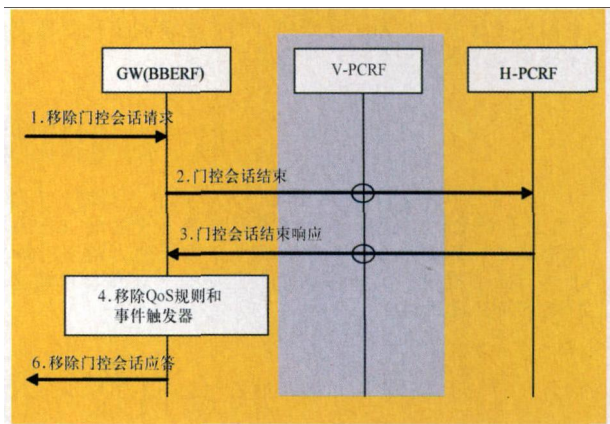 GW(BBERF)
V-PCRF
H-PCRF
1.移除门控会话请求
2.门控会话结束
3.门控会话结束响应
4.移除QoS规则和
事件触发器
6.移除门控会话应答